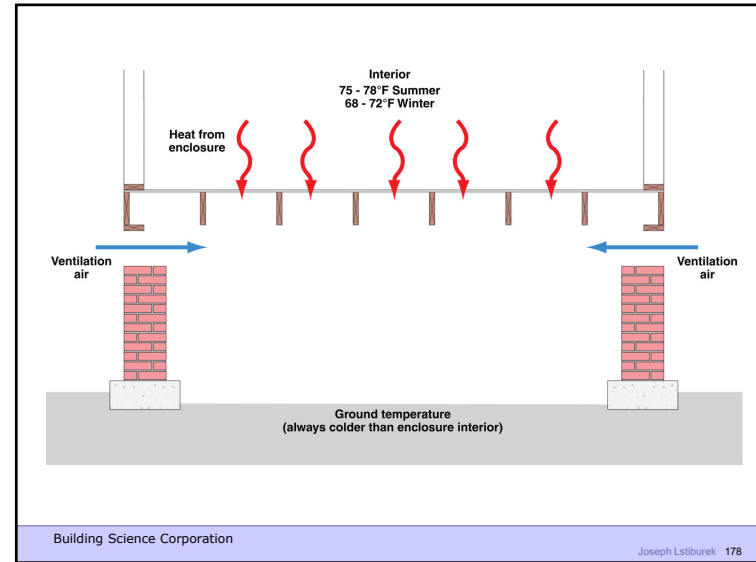 Interior
75 - 78°F Summer
68 - 72°F Winter
Heat from
enclosure
Ventilation
air
Ventilation
air
Ground temperature
(always colder than enclosure interior)
Building Science Corporation
Joseph Lstiburek 178